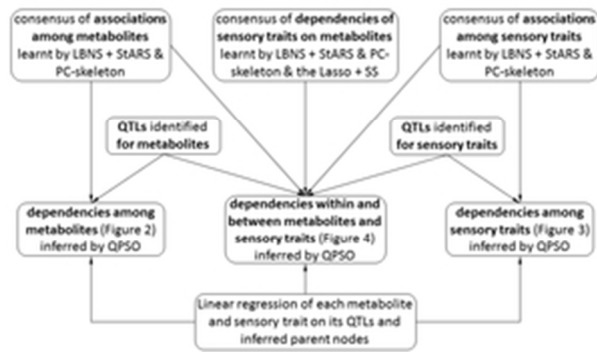 consensus of associations
among metabolites
learnt by LBNS + StARS &
PC-skeleton
consensus of dependencies of
sensory traits on metabolites
learnt by LBNS + StARS & PC-
skeleton & the Lasso + SS
consensus of associations
among sensory traits
learnt by LBNS + StARS &
PC-skeleton
QTLs identified
for metabolites
QTLs identified
for sensory traits
dependencies among
metabolites (Figure 2)
inferred by QPSO
dependencies within and
between metabolites and
sensory traits (Figure 4)
inferred by QPSO
dependencies among
sensory traits (Figure 3)
inferred by QPSO
Linear regression of each metabolite
and sensory trait on its QTLs and
inferred parent nodes